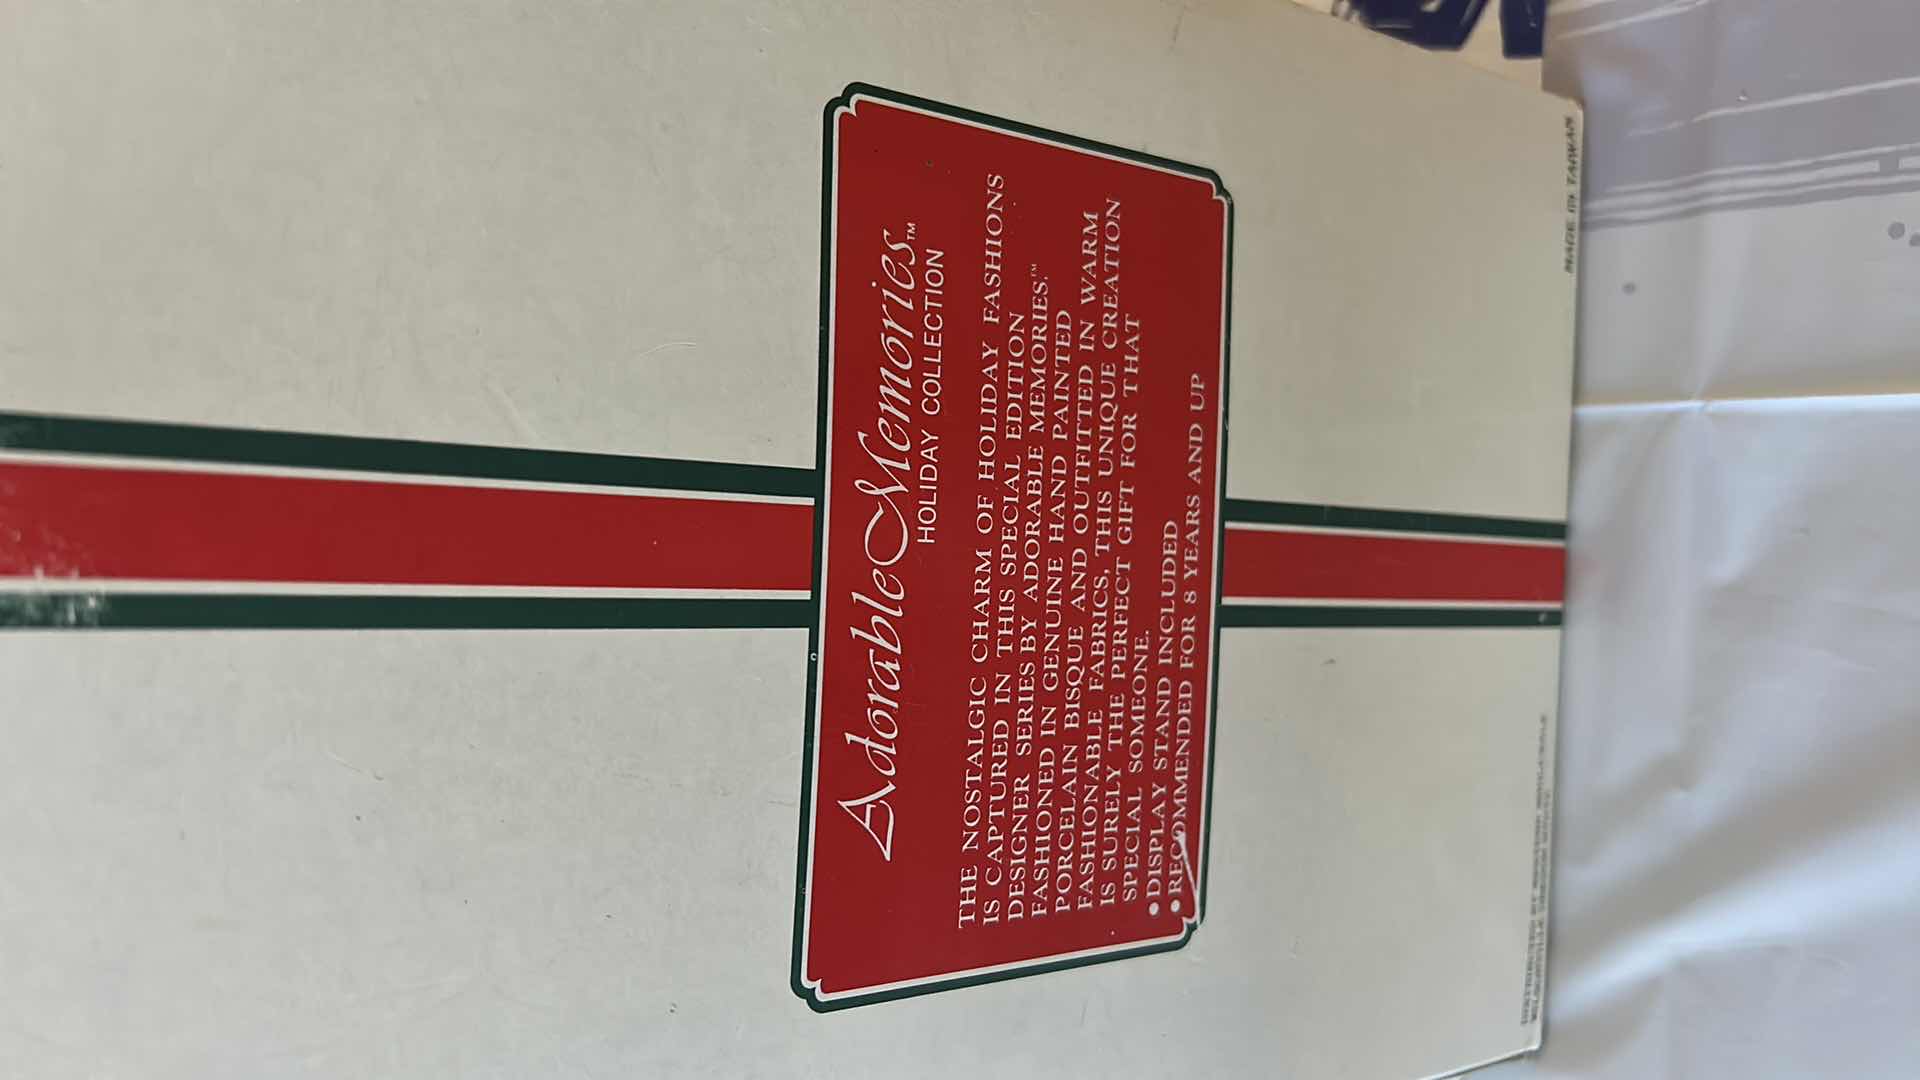 Adorable Memories™
HOLIDAY COLLECTION
THE NOSTALGIC CHARM OF HOLIDAY FASHIONS
IS CAPTURED IN THIS SPECIAL EDITION
DESIGNER SERIES BY ADORABLE MEMORIES.™
FASHIONED IN GENUINE HAND PAINTED
PORCELAIN BISQUE AND OUTFITTED IN WARM
FASHIONABLE FABRICS, THIS UNIQUE CREATION
IS SURELY THE PERFECT GIFT FOR THAT
SPECIAL SOMEONE.
• DISPLAY STAND INCLUDED
• RECOMMENDED FOR 8 YEARS AND UP
MADE IN TAIWAN